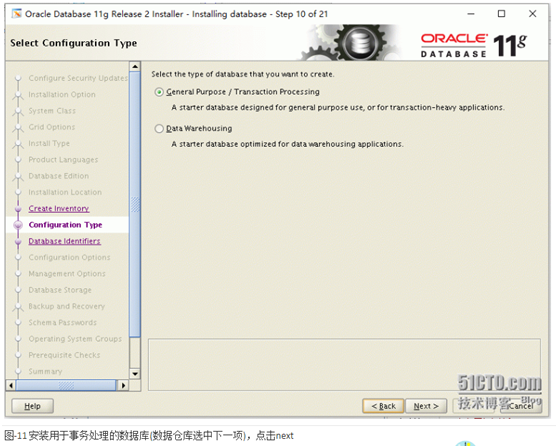 Oracle Database 11g Release 2 Installer - Installing database - Step 10 of 21
Select Configuration Type
ORACLE
DATABASE 11g
Configure Security Updates
Installation Option
System Class
Grid Options
Install Type
Product Languages
Database Edition
Installation Location
Create Inventory
Configuration Type
Database Identifiers
Configuration Options
Management Options
Database Storage
Backup and Recovery
Schema Passwords
Operating System Groups
Prerequisite Checks
Summary
Select the type of database that you want to create.
General Purpose / Transaction Processing
A starter database designed for general purpose use, or for transaction-heavy applications.
Data Warehousing
A starter database optimized for data warehousing applications.
Help
< Back
Next >
Cancel
51CTO.com
技术博客 Blog
图-11 安装用于事务处理的数据库(数据仓库选中下一项)，点击next